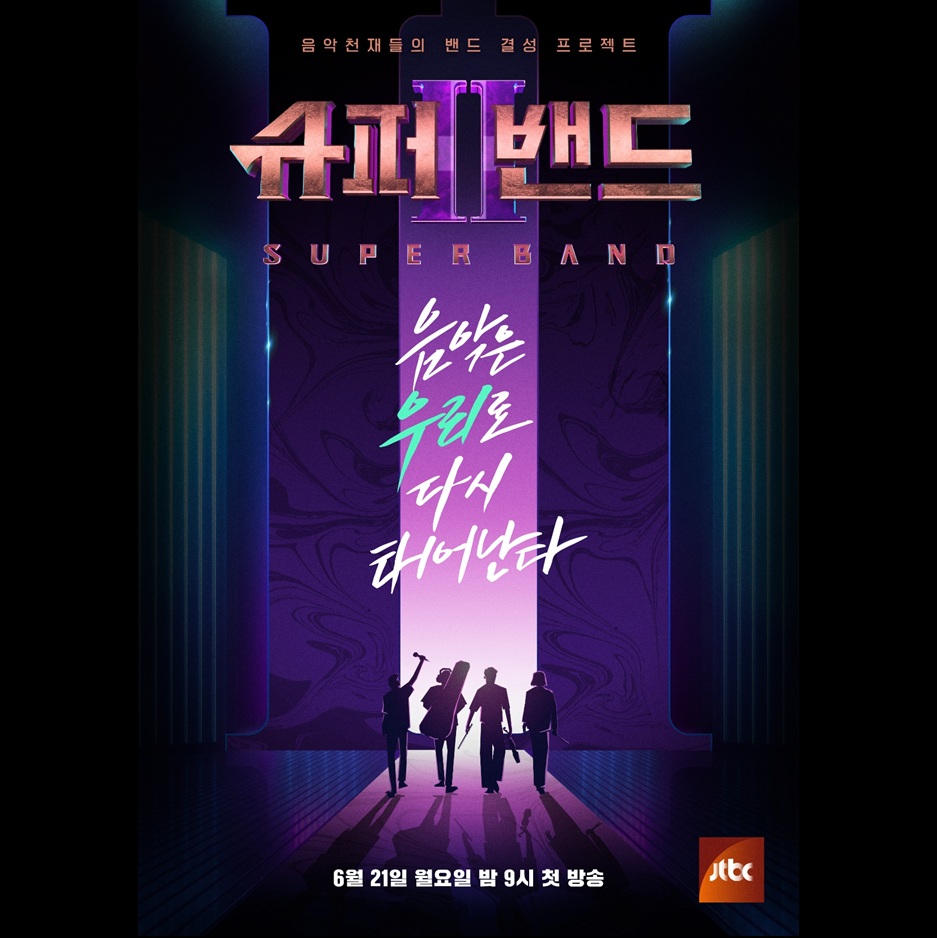 음악천재들의 밴드 결성 프로젝트
슈퍼밴드 II
SUPER BAND
음악은
우리로
다시
태어난다
6월 21일 월요일 밤 9시 첫 방송
jtbc